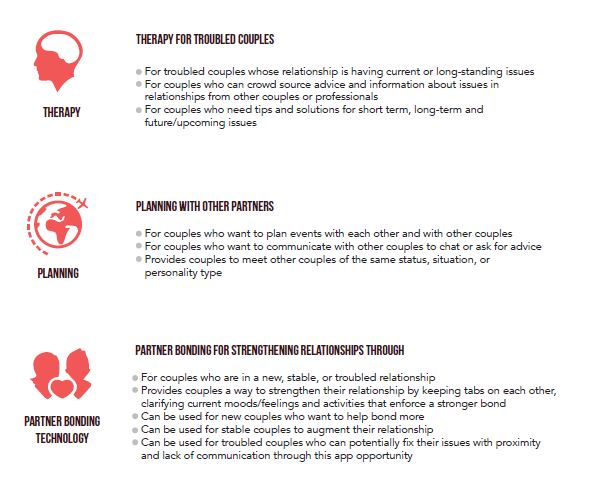 THERAPY FOR TROUBLED COUPLES
For troubled couples whose relationship is having current or long-standing issues
For couples who can crowd source advice and information about issues in
relationships from other couples or professionals
For couples who need tips and solutions for short term, long-term and
future/upcoming issues
THERAPY
PLANNING WITH OTHER PARTNERS
For couples who want to plan events with each other and with other couples
For couples who want to communicate with other couples to chat or ask for advice
Provides couples to meet other couples of the same status, situation, or
personality type
PLANNING
PARTNER BONDING FOR STRENGTHENING RELATIONSHIPS THROUGH
For couples who are in a new, stable, or troubled relationship
Provides couples a way to strengthen their relationship by keeping tabs on each other,
clarifying current moods/feelings and activities that enforce a stronger bond
Can be used for new couples who want to help bond more
Can be used for stable couples to augment their relationship
Can be used for troubled couples who can potentially fix their issues with proximity
and lack of communication through this app opportunity
PARTNER BONDING
TECHNOLOGY